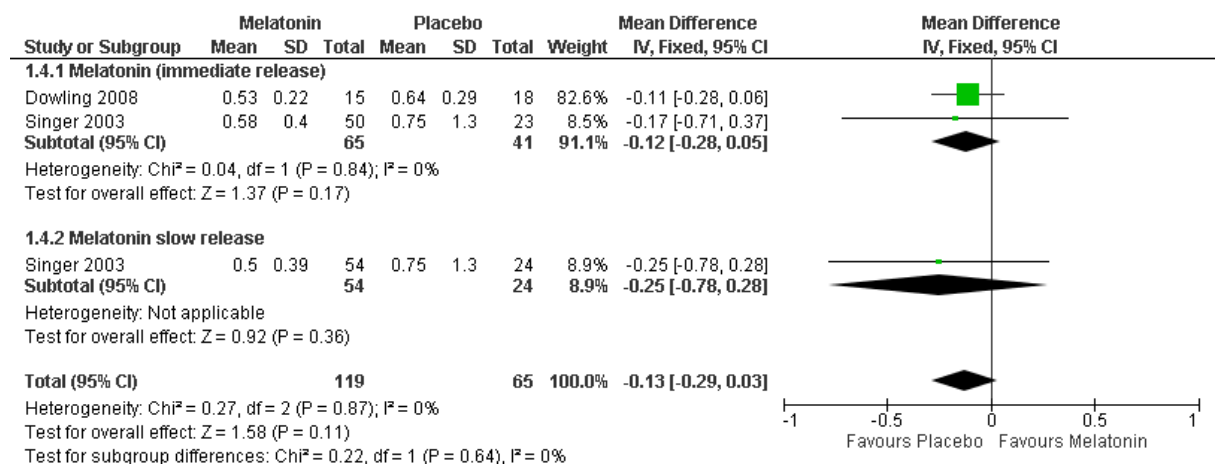 Melatonin Placebo Mean Difference Mean Difference
Study or Subgroup Mean SD Total Mean SD Total Weight IV, Fixed, 95% CI IV, Fixed, 95% CI
1.4.1 Melatonin (immediate release)
Dowling 2008 0.53 0.22 15 0.64 0.29 18 82.6% -0.11 [-0.28, 0.06]
Singer 2003 0.58 0.4 50 0.75 1.3 23 8.5% -0.17 [-0.71, 0.37]
Subtotal (95% CI) 65 41 91.1% -0.12 [-0.28, 0.05]
Heterogeneity: Chi² = 0.04, df = 1 (P = 0.84); I² = 0%
Test for overall effect: Z = 1.37 (P = 0.17)
1.4.2 Melatonin slow release
Singer 2003 0.5 0.39 54 0.75 1.3 24 8.9% -0.25 [-0.78, 0.28]
Subtotal (95% CI) 54 24 8.9% -0.25 [-0.78, 0.28]
Heterogeneity: Not applicable
Test for overall effect: Z = 0.92 (P = 0.36)
Total (95% CI) 119 65 100.0% -0.13 [-0.29, 0.03]
Heterogeneity: Chi² = 0.27, df = 2 (P = 0.87); I² = 0%
Test for overall effect: Z = 1.58 (P = 0.11)
Test for subgroup differences: Chi² = 0.22, df = 1 (P = 0.64), I² = 0%
-1 -0.5 0 0.5 1
Favours Placebo Favours Melatonin